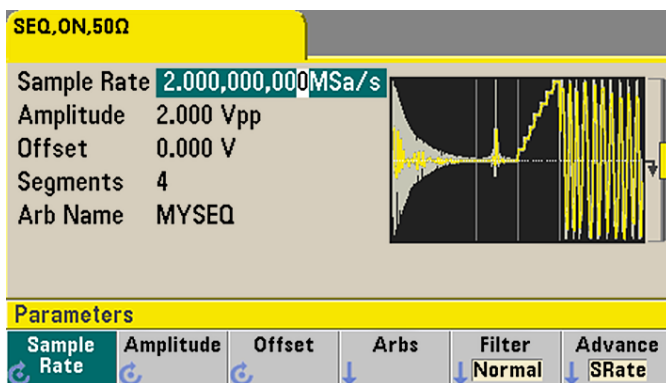 SEQ,ON,50Ω
Sample Rate 2.000,000,000MSa/s
Amplitude 2.000 Vpp
Offset 0.000 V
Segments 4
Arb Name MYSEQ
Parameters
Sample Rate Amplitude Offset Arbs Filter Normal Advance SRate